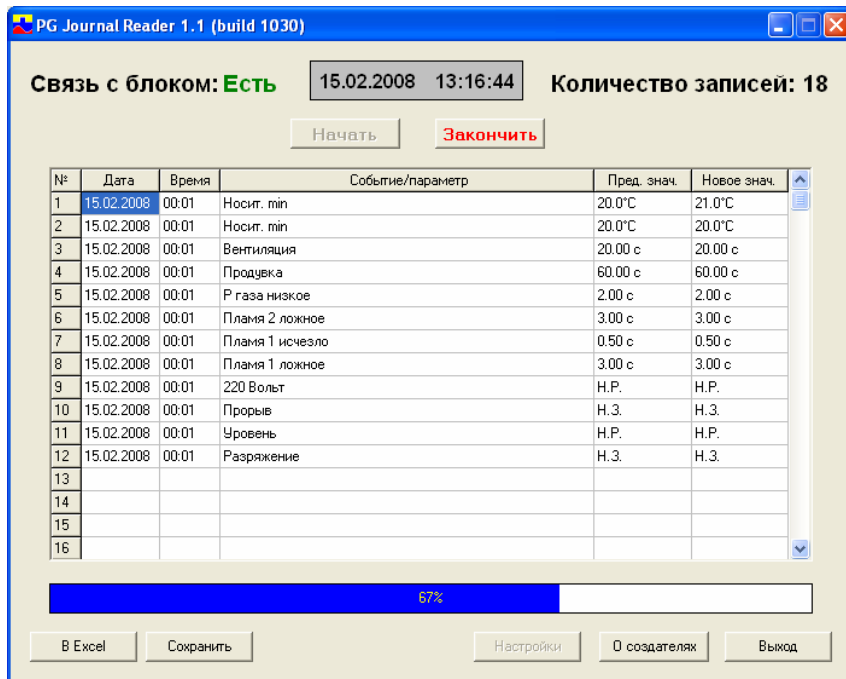 PG Journal Reader 1.1 (build 1030)
Связь с блоком: Есть 15.02.2008 13:16:44 Количество записей: 18
Начать Закончить
№ Дата Время Событие/параметр Пред. знач. Новое знач.
1 15.02.2008 00:01 Носит. min 20.0°C 21.0°C
2 15.02.2008 00:01 Носит. min 20.0°C 20.0°C
3 15.02.2008 00:01 Вентиляция 20.00 с 20.00 с
4 15.02.2008 00:01 Продувка 60.00 с 60.00 с
5 15.02.2008 00:01 Р газа низкое 2.00 с 2.00 с
6 15.02.2008 00:01 Пламя 2 ложное 3.00 с 3.00 с
7 15.02.2008 00:01 Пламя 1 исчезло 0.50 с 0.50 с
8 15.02.2008 00:01 Пламя 1 ложное 3.00 с 3.00 с
9 15.02.2008 00:01 220 Вольт Н.Р. Н.Р.
10 15.02.2008 00:01 Прорыв Н.З. Н.З.
11 15.02.2008 00:01 Уровень Н.Р. Н.Р.
12 15.02.2008 00:01 Разряжение Н.З. Н.З.
13
14
15
16
67%
В Excel Сохранить Настройки О создателях Выход